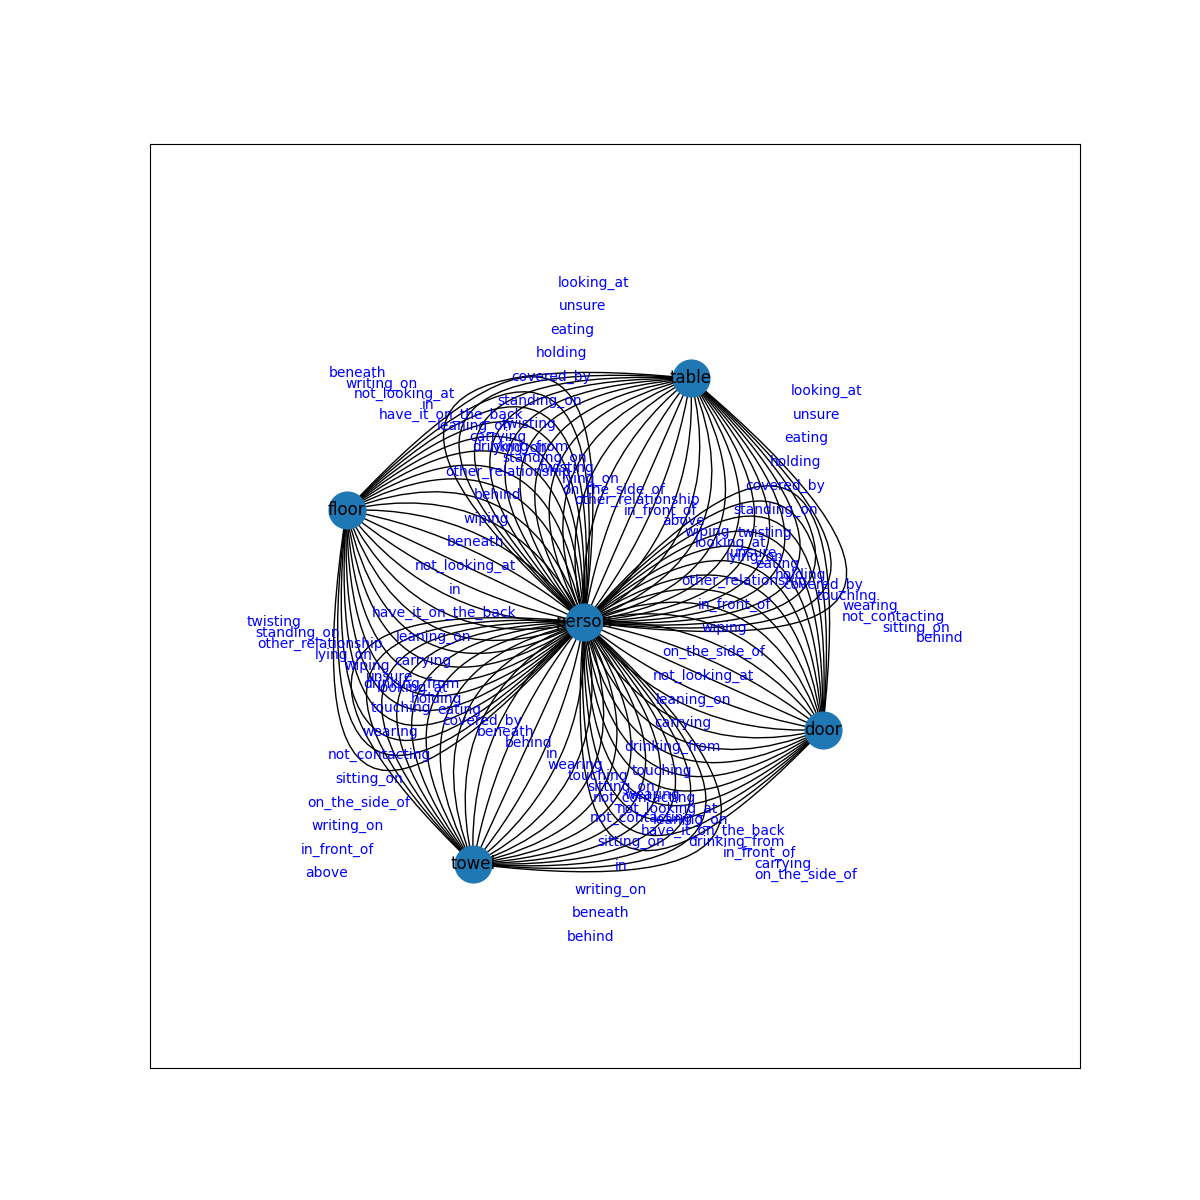 looking_at
unsure
eating
holding
beneath
covered_by
table
writing_on
looking_at
not_looking_at
standing_on
in
have_it_on_the_back
unsure
twisting
leaning_on
carrying
eating
drinking_from
lying_on
standing_on
holding
twisting
other_relationship
lying_on
covered_by
on_the_side_of
behind
other_relationship
floor
in_front_of
standing_on
wiping
above
wiping
twisting
beneath
looking_at
unsure
lying_on
not_looking_at
eating
holding
other_relationship
covered_by
in
touching
in_front_of
wearing
have_it_on_the_back
not_contacting
twisting
person
wiping
sitting_on
standing_on
leaning_on
behind
other_relationship
on_the_side_of
lying_on
carrying
wiping
not_looking_at
unsure
drinking_from
looking_at
holding
leaning_on
touching
eating
covered_by
carrying
wearing
beneath
door
behind
drinking_from
not_contacting
in
wearing
touching
touching
sitting_on
sitting_on
wearing
not_contacting
on_the_side_of
not_looking_at
not_contacting
leaning_on
writing_on
have_it_on_the_back
sitting_on
drinking_from
in_front_of
in_front_of
towel
in
carrying
above
on_the_side_of
writing_on
beneath
behind